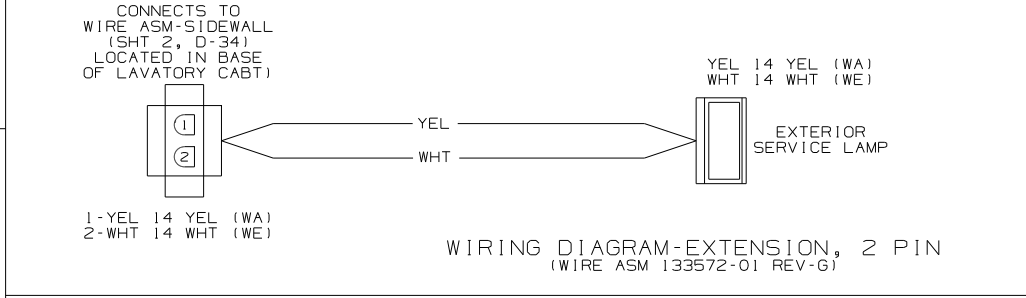 CONNECTS TO
WIRE ASM-SIDEWALL
(SHT 2, D-34)
LOCATED IN BASE
OF LAVATORY CABT)
YEL 14 YEL (WA)
WHT 14 WHT (WE)
1
2
YEL
WHT
EXTERIOR
SERVICE LAMP
1-YEL 14 YEL (WA)
2-WHT 14 WHT (WE)
WIRING DIAGRAM-EXTENSION, 2 PIN
(WIRE ASM 133572-01 REV-G)